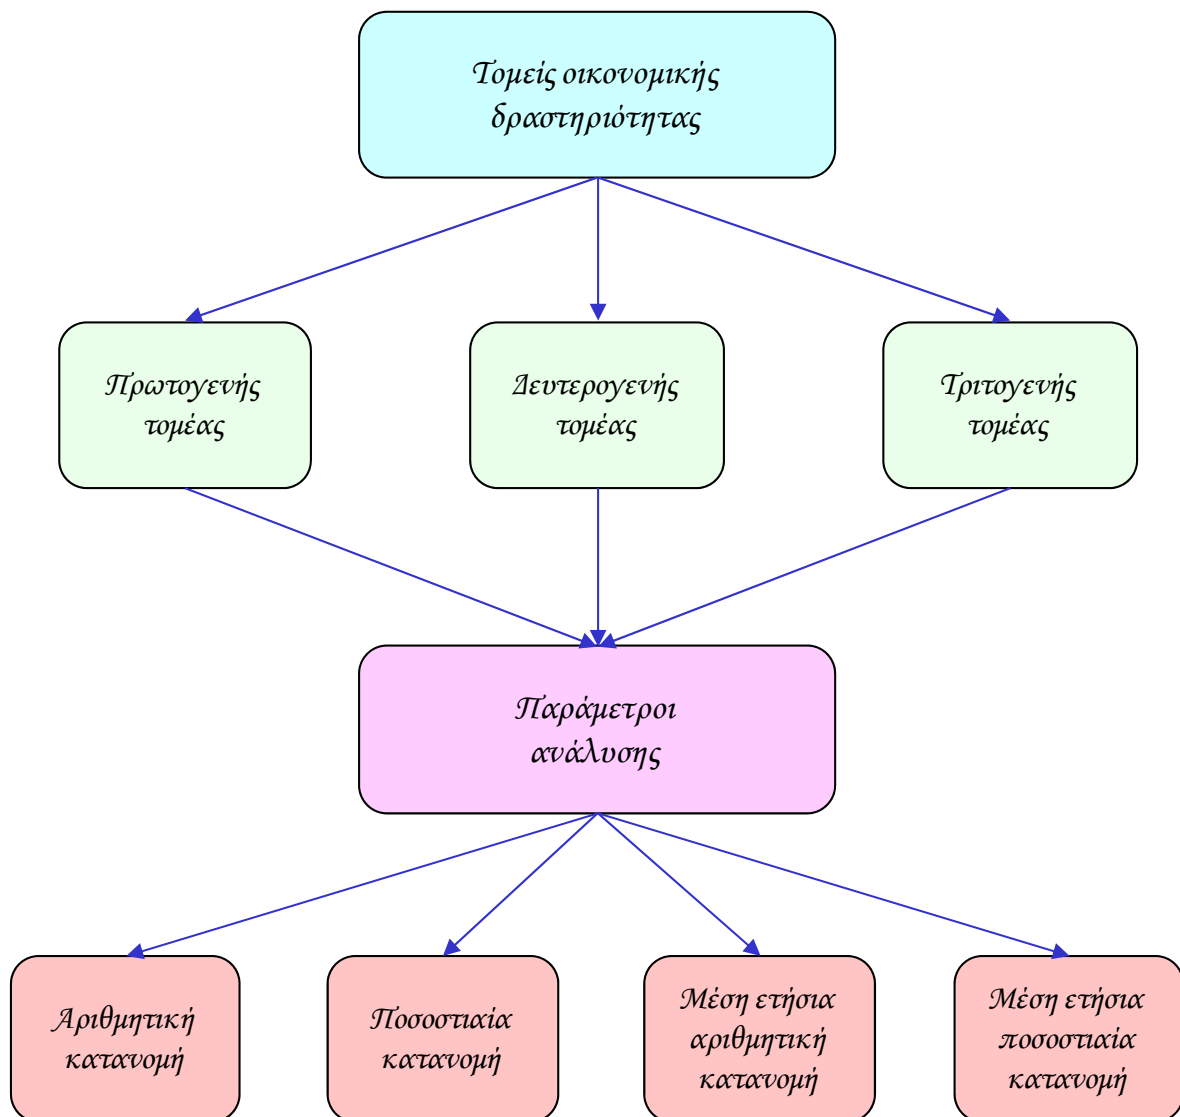 Τομείς οικονομικής
δραστηριότητας
Πρωτογενής
τομέας
Δευτερογενής
τομέας
Τριτογενής
τομέας
Παράμετροι
ανάλυσης
Αριθμητική
κατανομή
Ποσοστιαία
κατανομή
Μέση ετήσια
αριθμητική
κατανομή
Μέση ετήσια
ποσοστιαία
κατανομή